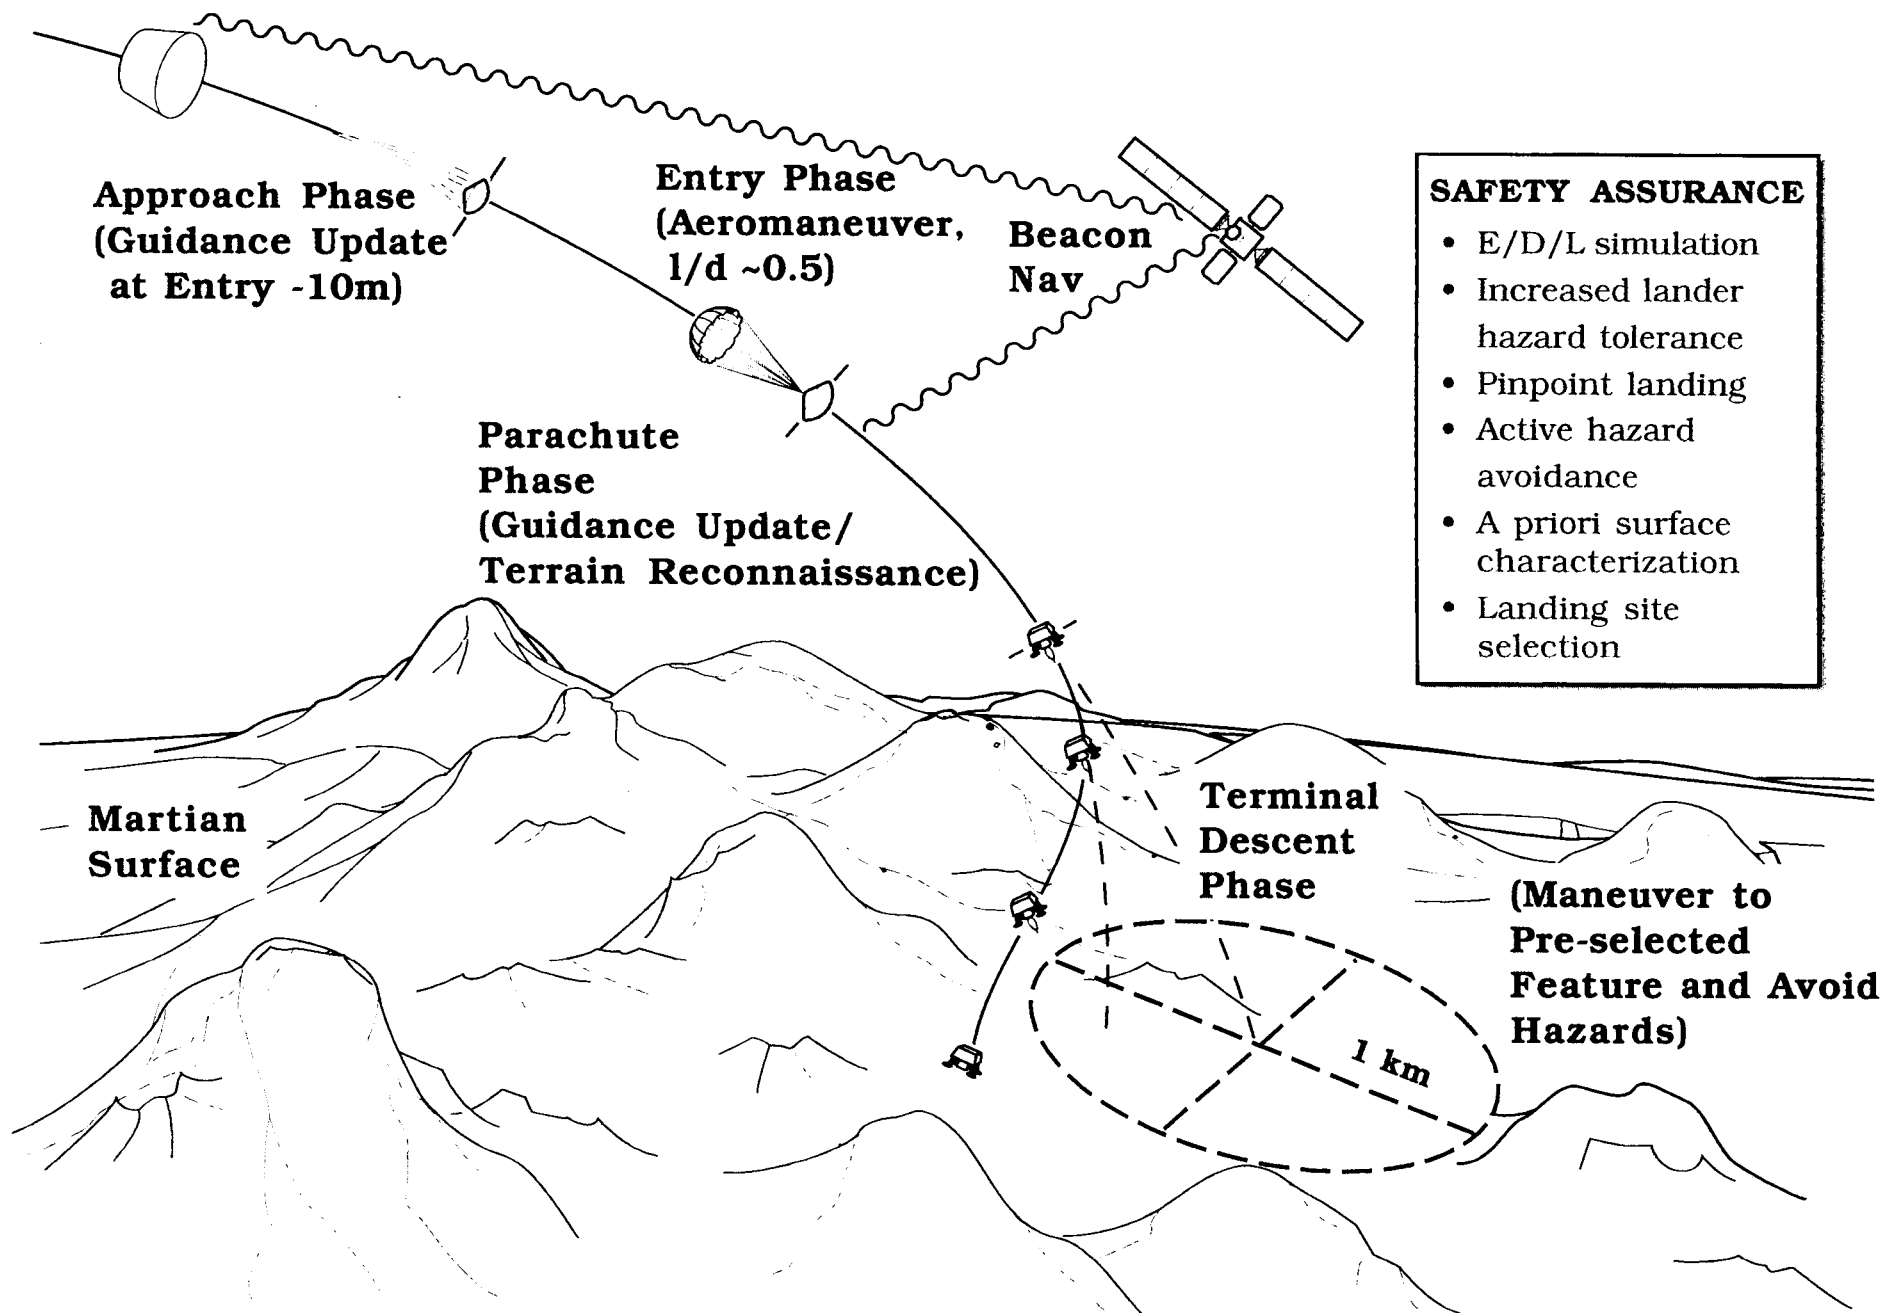 Approach Phase
(Guidance Update
at Entry -10m)
Entry Phase
(Aeromaneuver,
l/d ~0.5)
Beacon
Nav
SAFETY ASSURANCE
• E/D/L simulation
• Increased lander
hazard tolerance
• Pinpoint landing
• Active hazard
avoidance
• A priori surface
characterization
• Landing site
selection
Parachute
Phase
(Guidance Update/
Terrain Reconnaissance)
Martian
Surface
Terminal
Descent
Phase
(Maneuver to
Pre-selected
Feature and Avoid
Hazards)
1 km